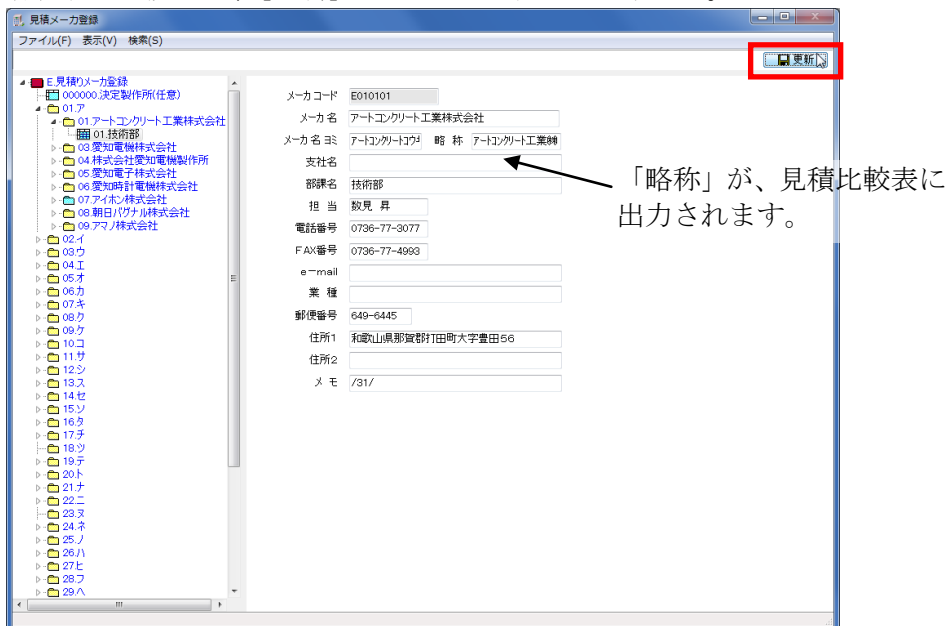 見積メーカ登録
ファイル(F) 表示(V) 検索(S)
更新
E.見積りメーカ登録
000000.決定製作所(任意)
01.ア
01.アートコンクリート工業株式会社
01.技術部
03.愛知電機株式会社
04.株式会社愛知電機製作所
05.愛知電子株式会社
06.愛知時計電機株式会社
07.アイホン株式会社
08.朝日バグナル株式会社
09.アマノ株式会社
02.イ
03.ウ
04.エ
05.オ
06.カ
07.キ
08.ク
09.ケ
10.コ
11.サ
12.シ
13.ス
14.セ
15.ソ
16.タ
17.チ
18.ツ
19.テ
20.ト
21.ナ
22.ニ
23.ヌ
24.ネ
25.ノ
26.ハ
27.ヒ
28.フ
29.ヘ
メーカコード E010101
メーカ名 アートコンクリート工業株式会社
メーカ名ヨミ アートコンクリートコウギ 略称 アートコンクリート工業㈱
支社名
部課名 技術部
担当 数見 昇
電話番号 0736-77-3077
FAX番号 0736-77-4993
e-mail
業種
郵便番号 649-6445
住所1 和歌山県那賀郡打田町大字豊田56
住所2
メモ /31/
「略称」が、見積比較表に
出力されます。